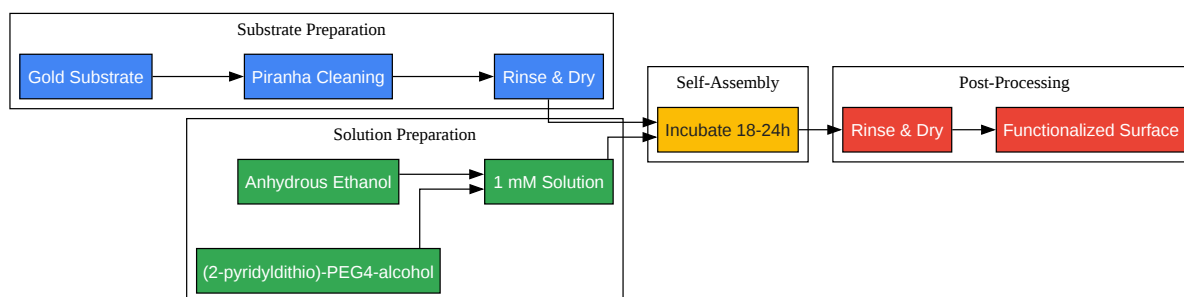 Substrate Preparation
Gold Substrate
Piranha Cleaning
Rinse & Dry
Solution Preparation
Anhydrous Ethanol
1 mM Solution
(2-pyridyldithio)-PEG4-alcohol
Self-Assembly
Incubate 18-24h
Post-Processing
Rinse & Dry
Functionalized Surface